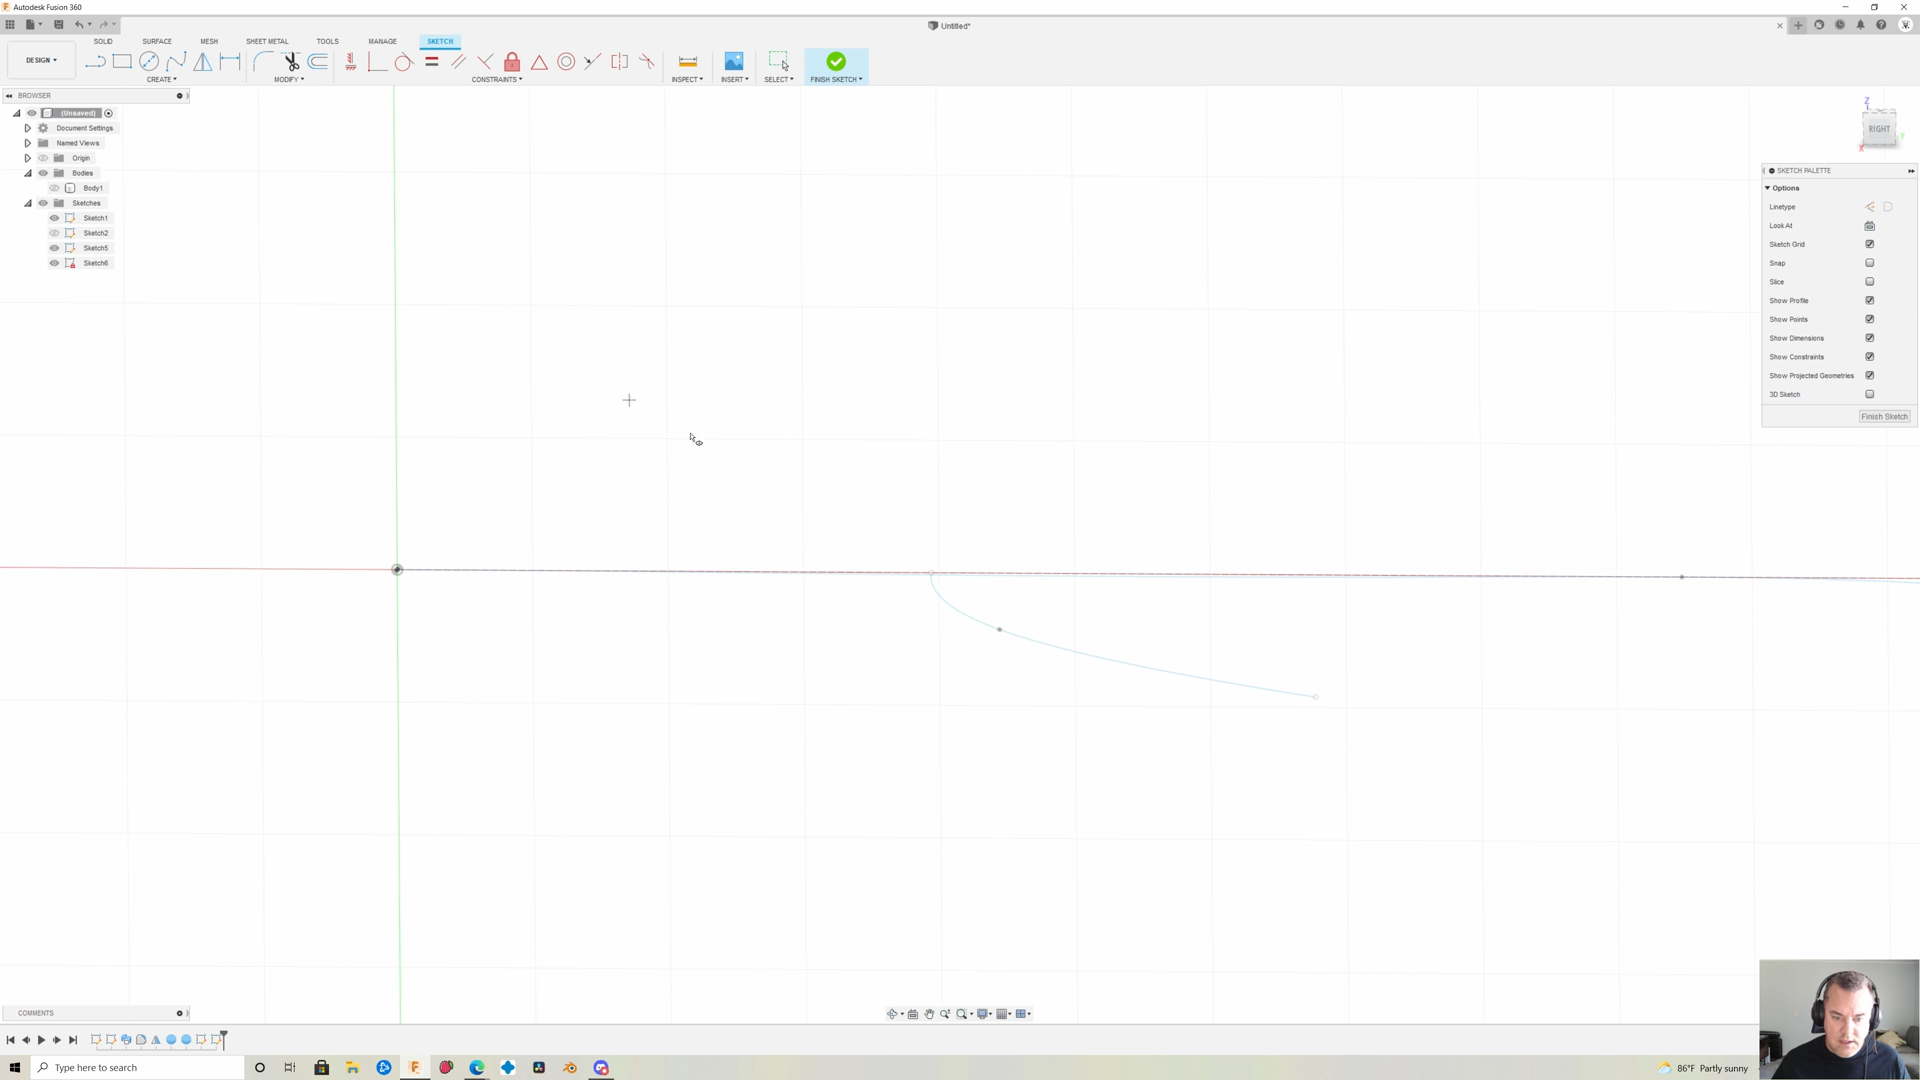 Autodesk Fusion 360
Untitled*
SOLID SURFACE MESH SHEET METAL TOOLS MANAGE SKETCH
DESIGN
CREATE MODIFY CONSTRAINTS INSPECT INSERT SELECT FINISH SKETCH
BROWSER
(Unsaved)
Document Settings
Named Views
Origin
Bodies
Body1
Sketches
Sketch1
Sketch2
Sketch5
Sketch6
Z
RIGHT
Y
X
SKETCH PALETTE
Options
Linetype
Look At
Sketch Grid
Snap
Slice
Show Profile
Show Points
Show Dimensions
Show Constraints
Show Projected Geometries
3D Sketch
Finish Sketch
COMMENTS
Type here to search
86°F Partly sunny